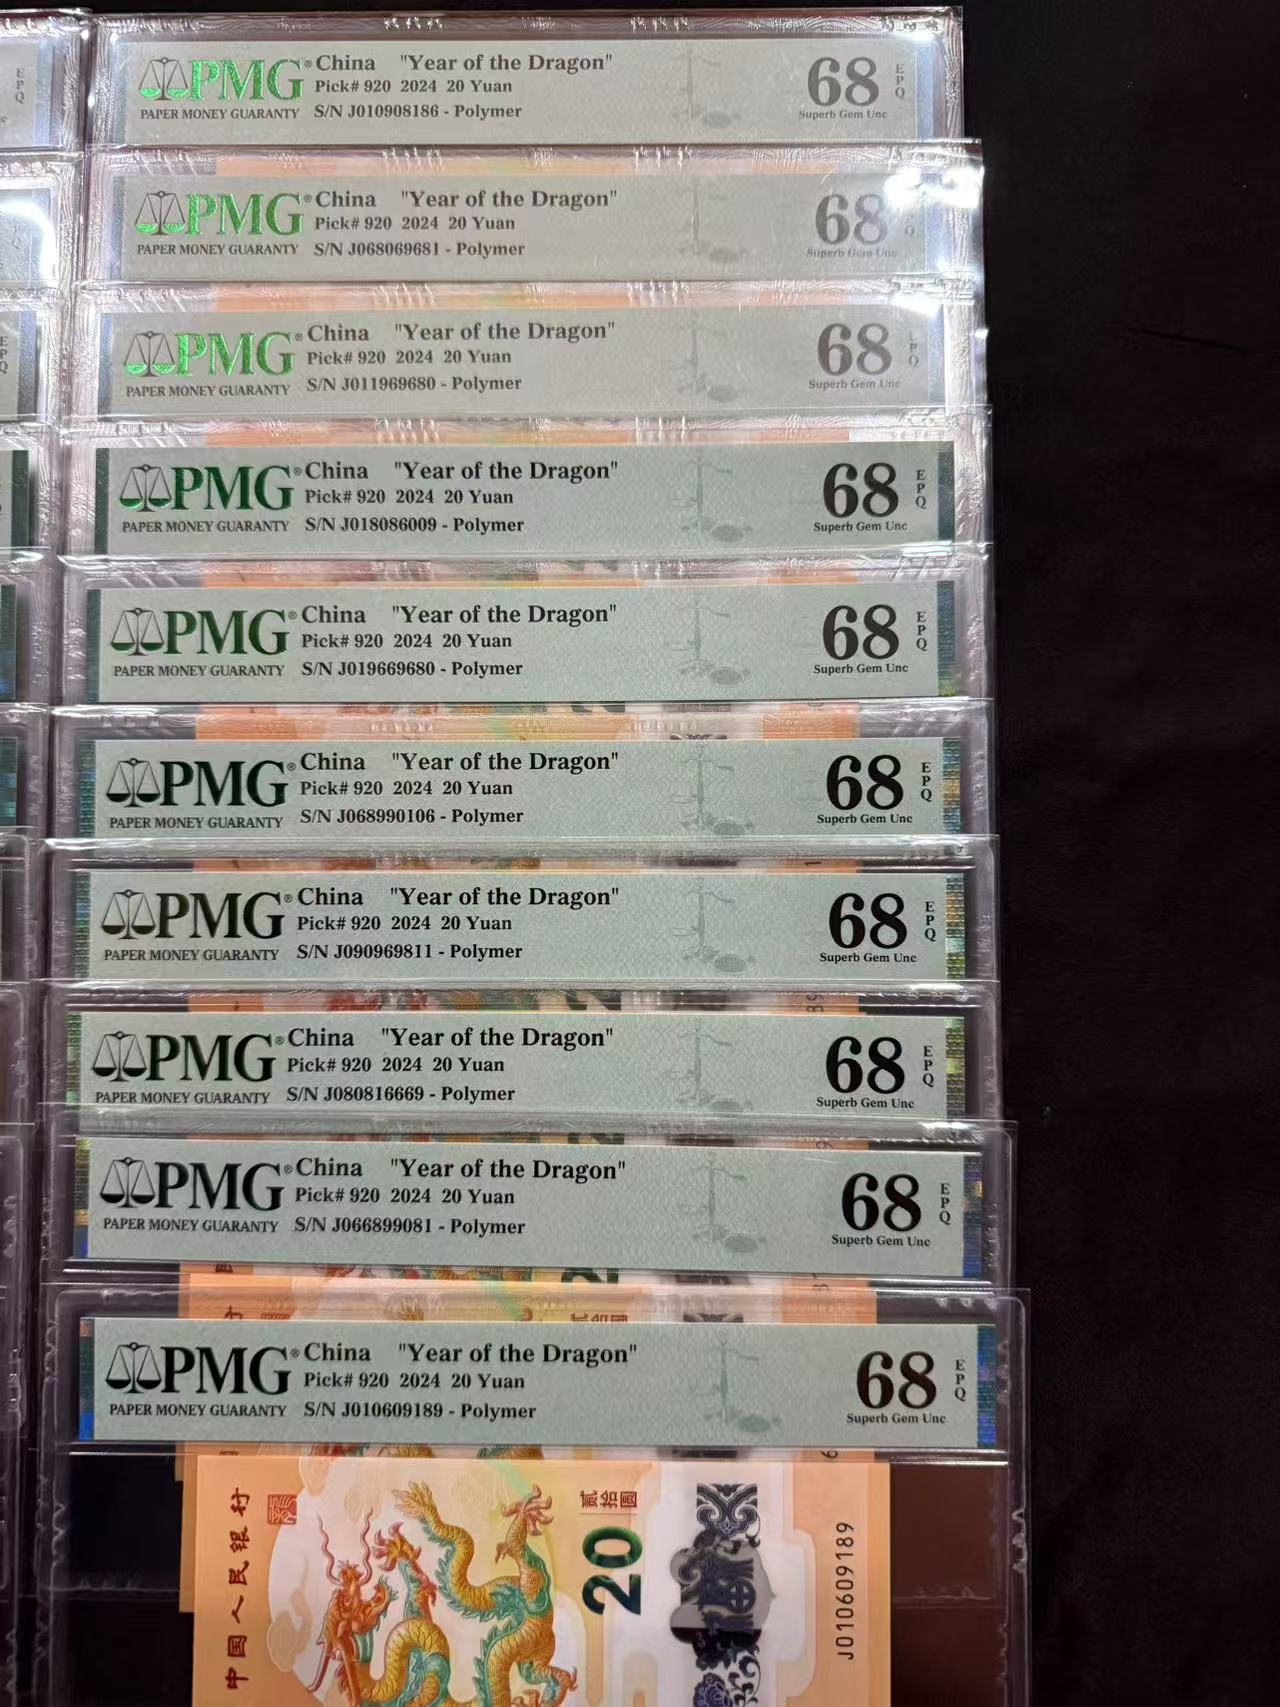 PMG® China "Year of the Dragon"
Pick# 920 2024 20 Yuan
PAPER MONEY GUARANTY S/N J010908186 - Polymer
68 EPQ
Superb Gem Unc
PMG® China "Year of the Dragon"
Pick# 920 2024 20 Yuan
PAPER MONEY GUARANTY S/N J068069681 - Polymer
68
Superb Gem Unc
PMG® China "Year of the Dragon"
Pick# 920 2024 20 Yuan
PAPER MONEY GUARANTY S/N J011969680 - Polymer
68 EPQ
Superb Gem Unc
PMG® China "Year of the Dragon"
Pick# 920 2024 20 Yuan
PAPER MONEY GUARANTY S/N J018086009 - Polymer
68 EPQ
Superb Gem Unc
PMG® China "Year of the Dragon"
Pick# 920 2024 20 Yuan
PAPER MONEY GUARANTY S/N J019669680 - Polymer
68 EPQ
Superb Gem Unc
PMG® China "Year of the Dragon"
Pick# 920 2024 20 Yuan
PAPER MONEY GUARANTY S/N J068990106 - Polymer
68 EPQ
Superb Gem Unc
PMG® China "Year of the Dragon"
Pick# 920 2024 20 Yuan
PAPER MONEY GUARANTY S/N J090969811 - Polymer
68 EPQ
Superb Gem Unc
PMG® China "Year of the Dragon"
Pick# 920 2024 20 Yuan
PAPER MONEY GUARANTY S/N J080816669 - Polymer
68 EPQ
Superb Gem Unc
PMG® China "Year of the Dragon"
Pick# 920 2024 20 Yuan
PAPER MONEY GUARANTY S/N J066899081 - Polymer
68 EPQ
Superb Gem Unc
PMG® China "Year of the Dragon"
Pick# 920 2024 20 Yuan
PAPER MONEY GUARANTY S/N J010609189 - Polymer
68 EPQ
Superb Gem Unc
中国人民银行
贰拾圆
20
J010609189